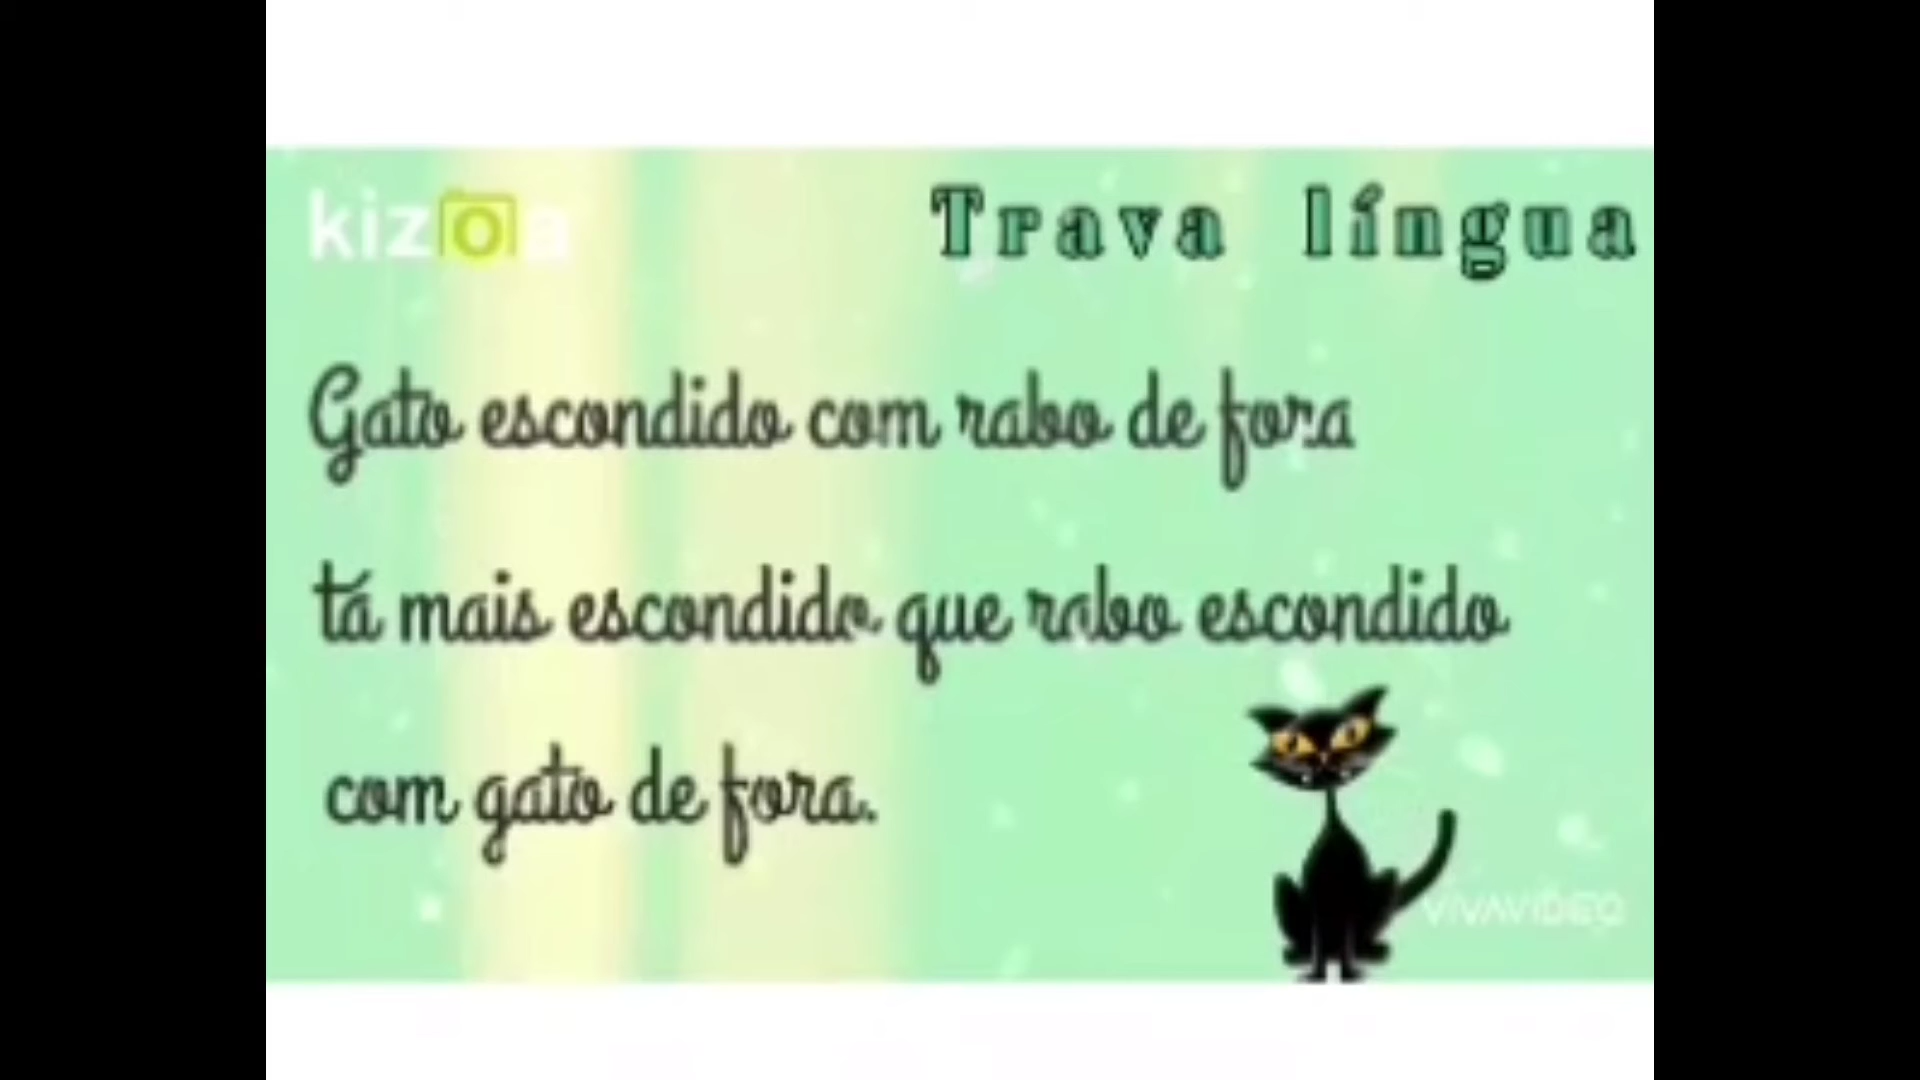 kizoa
Trava língua
Gato escondido com rabo de fora
tá mais escondido que rabo escondido
com gato de fora.
VIVAVIDEO